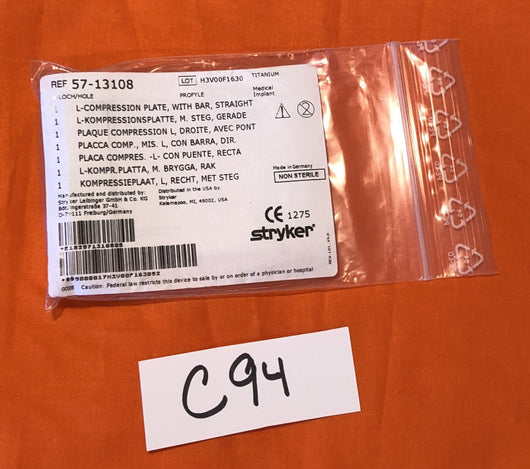 REF 57-13108
LOT H3V00F1630
TITANIUM
-LOCH/HOLE
PROFYLE
Medical
Implant
1 L-COMPRESSION PLATE, WITH BAR, STRAIGHT
1 L-KOMPRESSIONSPLATTE, M. STEG, GERADE
1 PLAQUE COMPRESSION L, DROITE, AVEC PONT
1 PLACCA COMP., MIS. L, CON BARRA, DIR.
1 PLACA COMPRES. -L- CON PUENTE, RECTA
1 L-KOMPR.PLATTA, M. BRYGGA, RAK
1 KOMPRESSIEPLAAT, L, RECHT, MET STEG
Made in Germany
NON STERILE
Manufactured and distributed by:
Stryker Leibinger GmbH & Co. KG
Bötzingerstraße 37-41
D-79111 Freiburg/Germany
Distributed in the USA by
Stryker
Kalamazoo, MI, 49002, USA
CE 1275
stryker
Caution: Federal law restricts this device to sale by or on order of a physician or hospital
C94